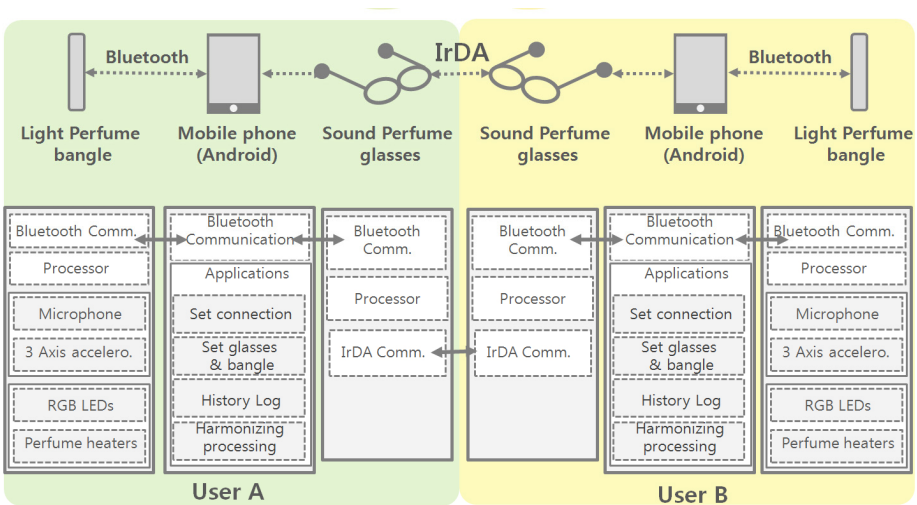 IrDA
Bluetooth
Bluetooth
Light Perfume
bangle
Mobile phone
(Android)
Sound Perfume
glasses
Sound Perfume
glasses
Mobile phone
(Android)
Light Perfume
bangle
Bluetooth Comm.
Processor
Microphone
3 Axis accelero.
RGB LEDs
Perfume heaters
Bluetooth
Communication
Applications
Set connection
Set glasses
& bangle
History Log
Harmonizing
processing
Bluetooth
Comm.
Processor
IrDA Comm.
Bluetooth
Comm.
Processor
IrDA Comm.
Bluetooth
Communication
Applications
Set connection
Set glasses
& bangle
History Log
Harmonizing
processing
Bluetooth Comm.
Processor
Microphone
3 Axis accelero.
RGB LEDs
Perfume heaters
User A
User B